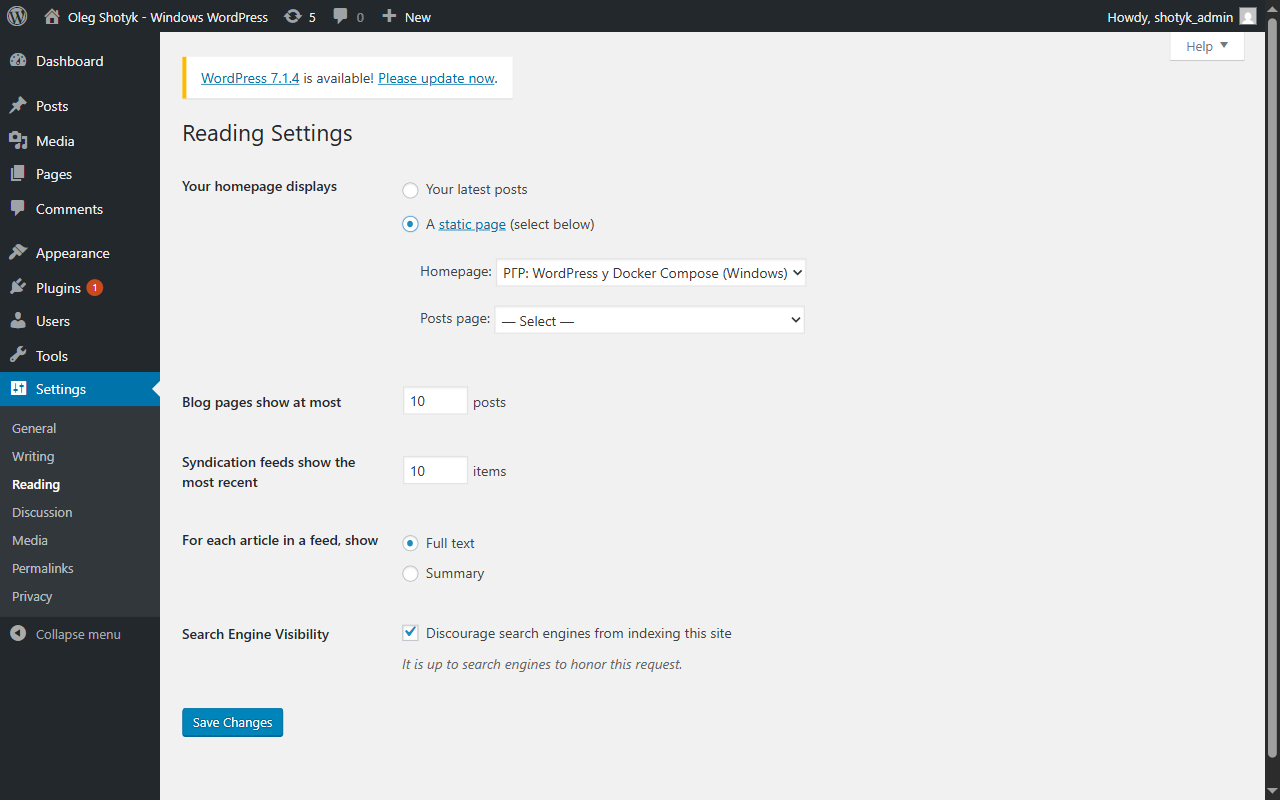 Oleg Shotyk - Windows WordPress 5 0 New Howdy, shotyk_admin
Help
Dashboard
Posts
Media
Pages
Comments
Appearance
Plugins 1
Users
Tools
Settings
General
Writing
Reading
Discussion
Media
Permalinks
Privacy
Collapse menu
WordPress 7.1.4 is available! Please update now.
Reading Settings
Your homepage displays
Your latest posts
A static page (select below)
Homepage: РГР: WordPress у Docker Compose (Windows)
Posts page: — Select —
Blog pages show at most 10 posts
Syndication feeds show the
most recent
10 items
For each article in a feed, show
Full text
Summary
Search Engine Visibility
Discourage search engines from indexing this site
It is up to search engines to honor this request.
Save Changes